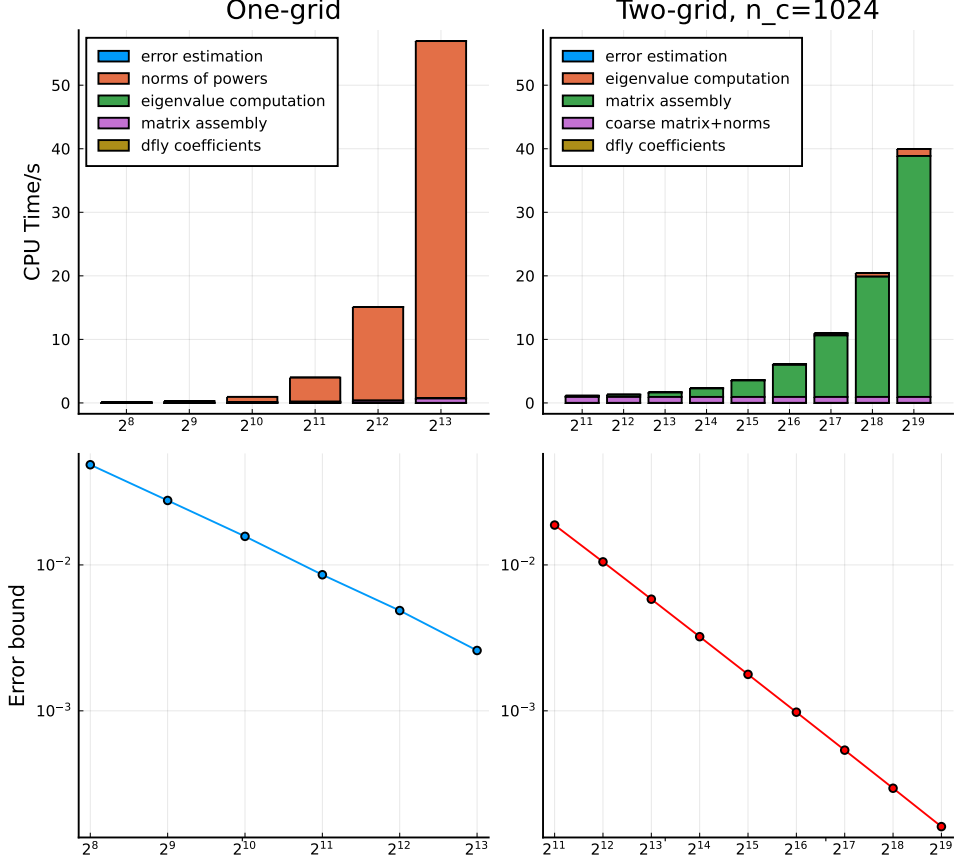 One-grid
error estimation
norms of powers
eigenvalue computation
matrix assembly
dfly coefficients
CPU Time/s
50
40
30
20
10
0
2^8 2^9 2^10 2^11 2^12 2^13
Two-grid, n_c=1024
error estimation
eigenvalue computation
matrix assembly
coarse matrix+norms
dfly coefficients
50
40
30
20
10
0
2^11 2^12 2^13 2^14 2^15 2^16 2^17 2^18 2^19
Error bound
10^-2
10^-3
2^8 2^9 2^10 2^11 2^12 2^13
10^-2
10^-3
2^11 2^12 2^13 2^14 2^15 2^16 2^17 2^18 2^19